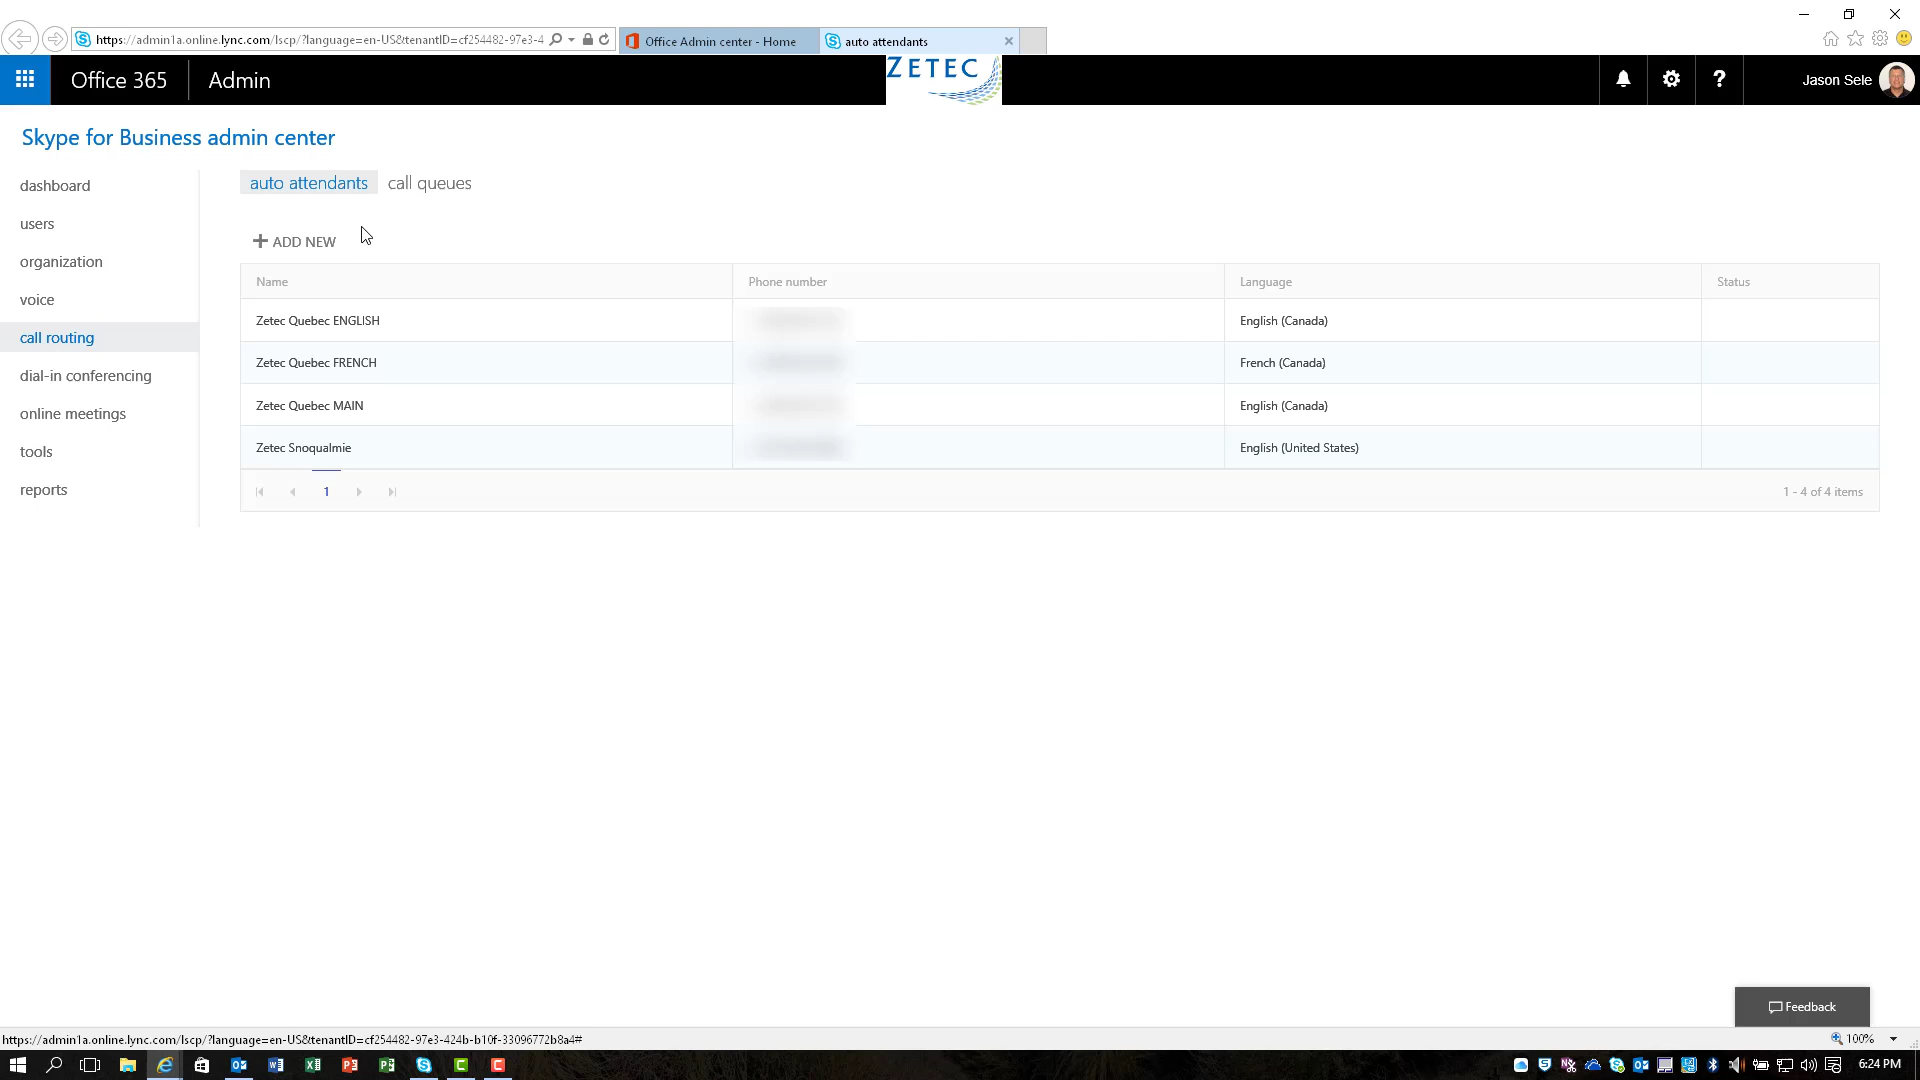 https://admin1a.online.lync.com/lscp/?language=en-US&tenantID=cf254482-97e3-4
Office Admin center - Home
auto attendants
Office 365
Admin
ZETEC
?
Jason Sele
Skype for Business admin center
dashboard
users
organization
voice
call routing
dial-in conferencing
online meetings
tools
reports
auto attendants call queues
ADD NEW
Name Phone number Language Status
Zetec Quebec ENGLISH English (Canada)
Zetec Quebec FRENCH French (Canada)
Zetec Quebec MAIN English (Canada)
Zetec Snoqualmie English (United States)
1
1 - 4 of 4 items
Feedback
https://admin1a.online.lync.com/lscp/?language=en-US&tenantID=cf254482-97e3-424b-b10f-33096772b8a4#
100%
6:24 PM